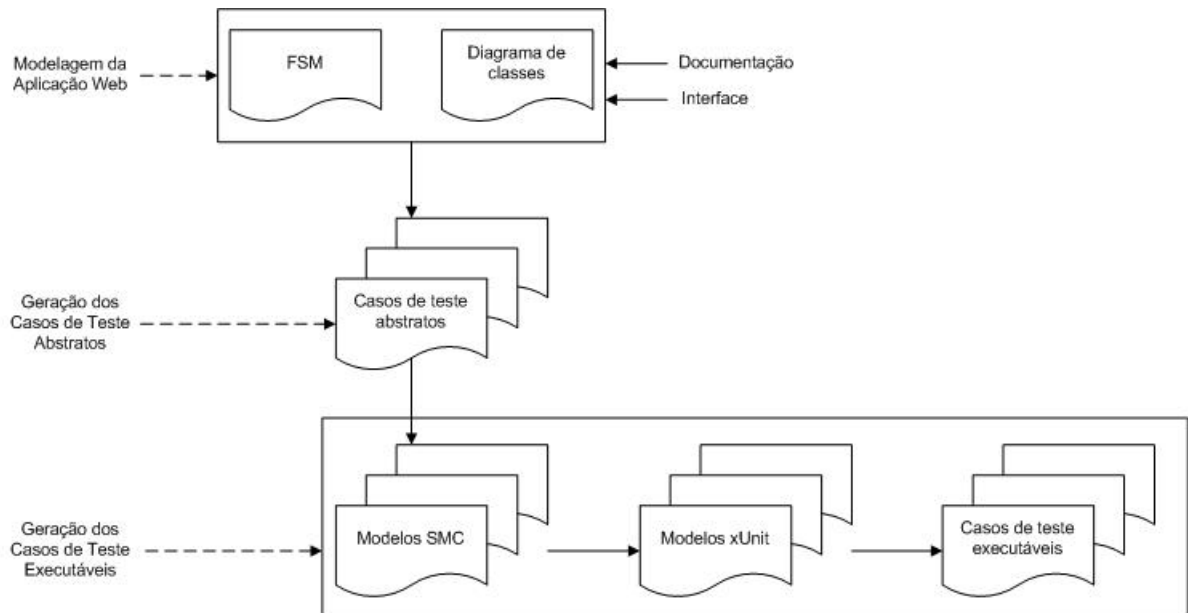 Modelagem da
Aplicação Web
FSM
Diagrama de
classes
Documentação
Interface
Geração dos
Casos de Teste
Abstratos
Casos de teste
abstratos
Geração dos
Casos de Teste
Executáveis
Modelos SMC
Modelos xUnit
Casos de teste
executáveis